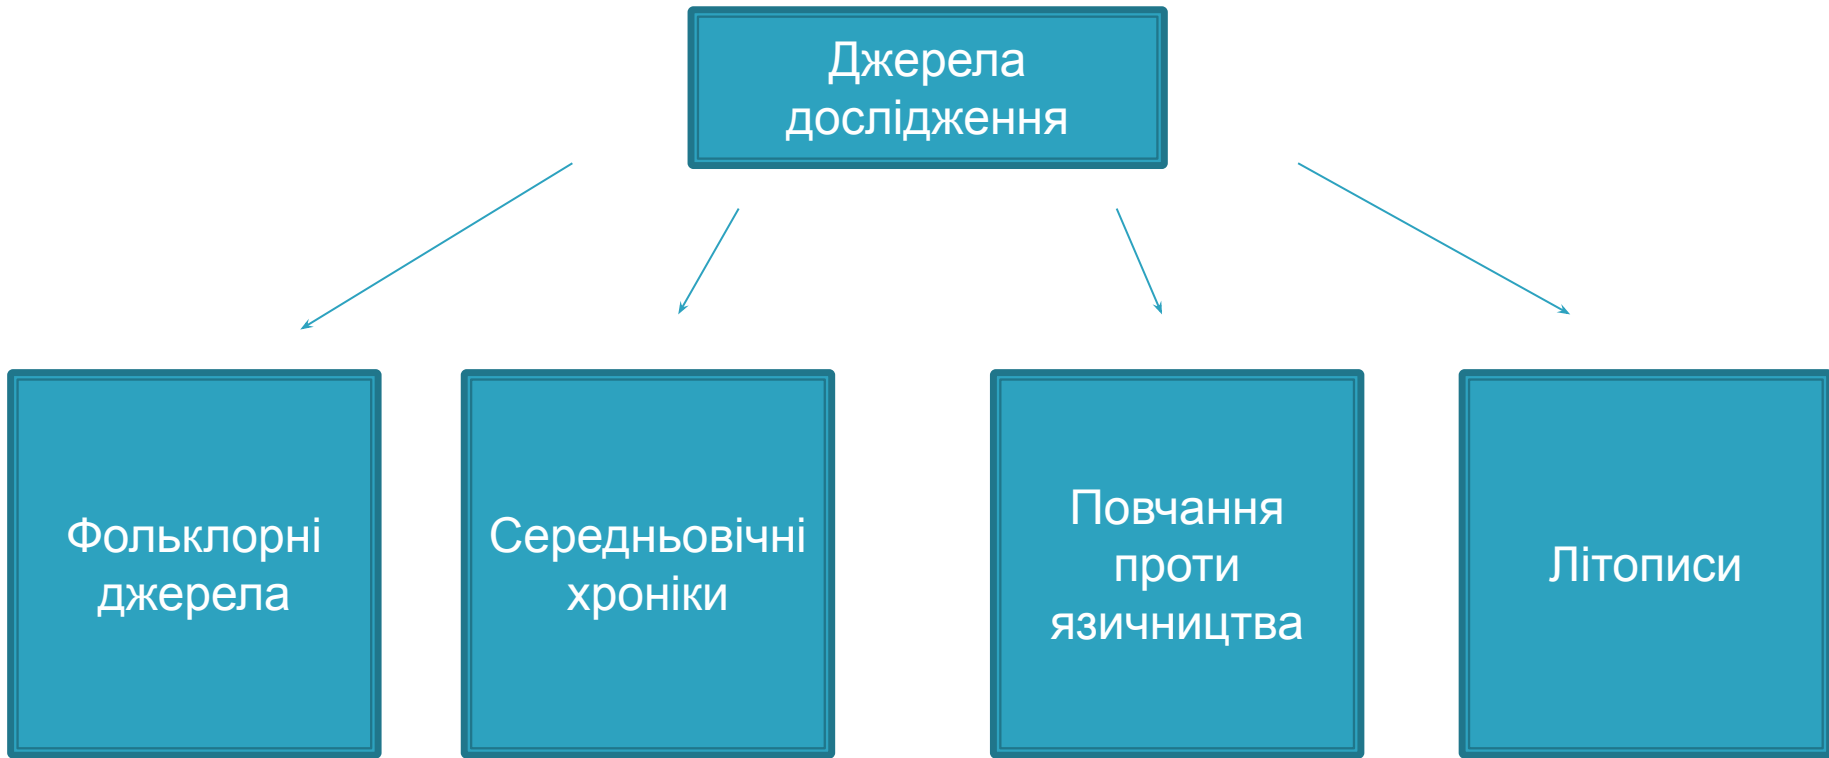 Джерела
дослідження
Фольклорні
джерела
Середньовічні
хроніки
Повчання
проти
язичництва
Літописи